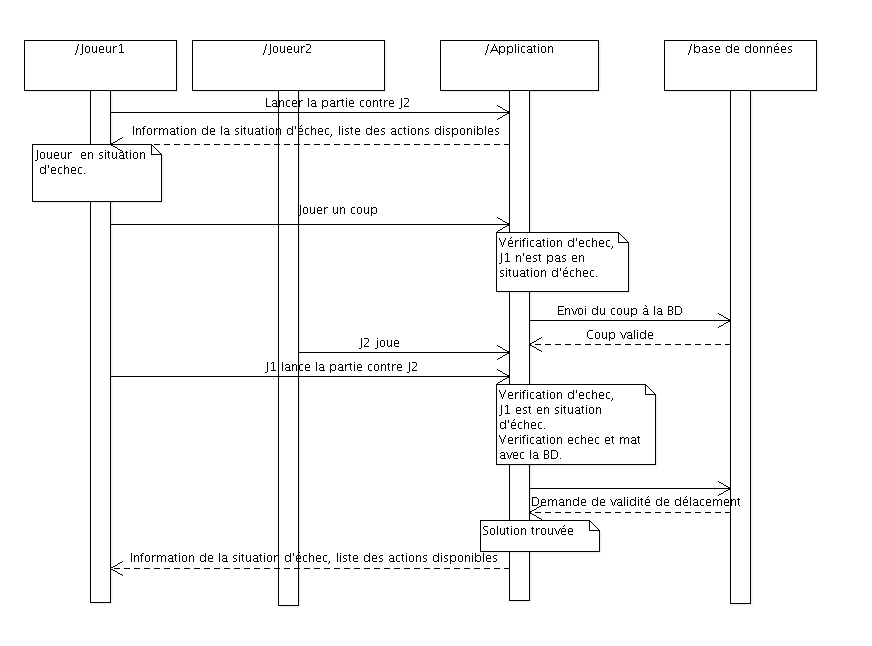 /Joueur1
/Joueur2
/Application
/base de données
Lancer la partie contre J2
Information de la situation d'échec, liste des actions disponibles
Joueur en situation
d'echec.
Jouer un coup
Vérification d'echec,
J1 n'est pas en
situation d'échec.
Envoi du coup à la BD
Coup valide
J2 joue
J1 lance la partie contre J2
Verification d'echec,
J1 est en situation
d'échec.
Verification echec et mat
avec la BD.
Demande de validité de délacement
Solution trouvée
Information de la situation d'échec, liste des actions disponibles